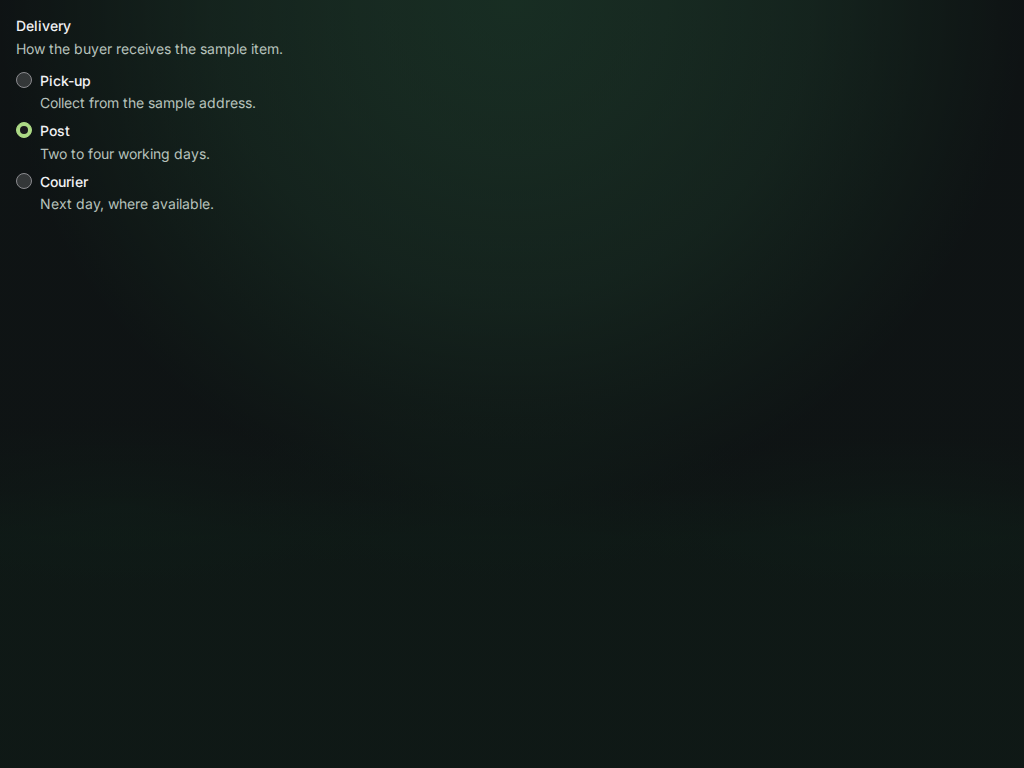 Delivery
How the buyer receives the sample item.
Pick-up
Collect from the sample address.
Post
Two to four working days.
Courier
Next day, where available.